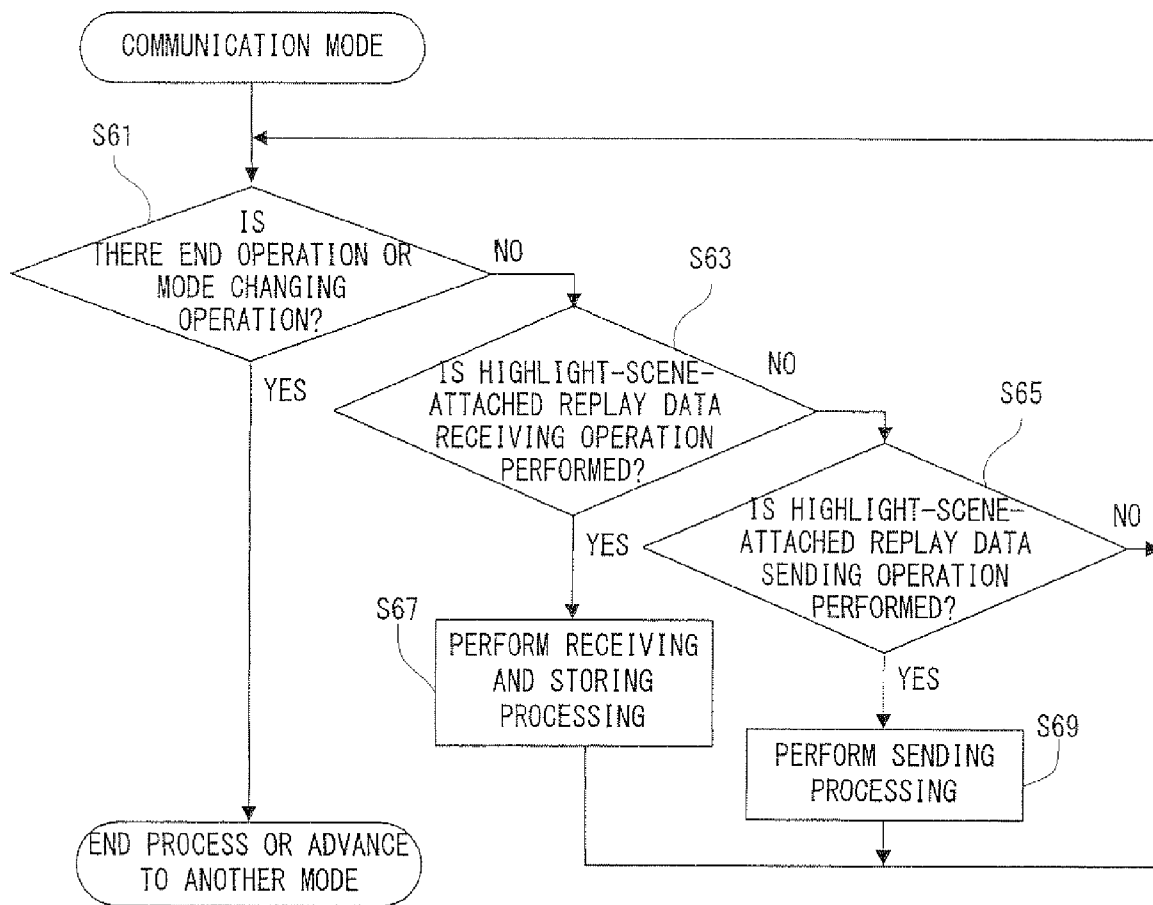 COMMUNICATION MODE
S61
IS
THERE END OPERATION OR
MODE CHANGING
OPERATION?
NO
YES
S63
IS HIGHLIGHT-SCENE-
ATTACHED REPLAY DATA
RECEIVING OPERATION
PERFORMED?
NO
YES
S65
IS HIGHLIGHT-SCENE-
ATTACHED REPLAY DATA
SENDING OPERATION
PERFORMED?
NO
YES
S67
PERFORM RECEIVING
AND STORING
PROCESSING
S69
PERFORM SENDING
PROCESSING
END PROCESS OR ADVANCE
TO ANOTHER MODE